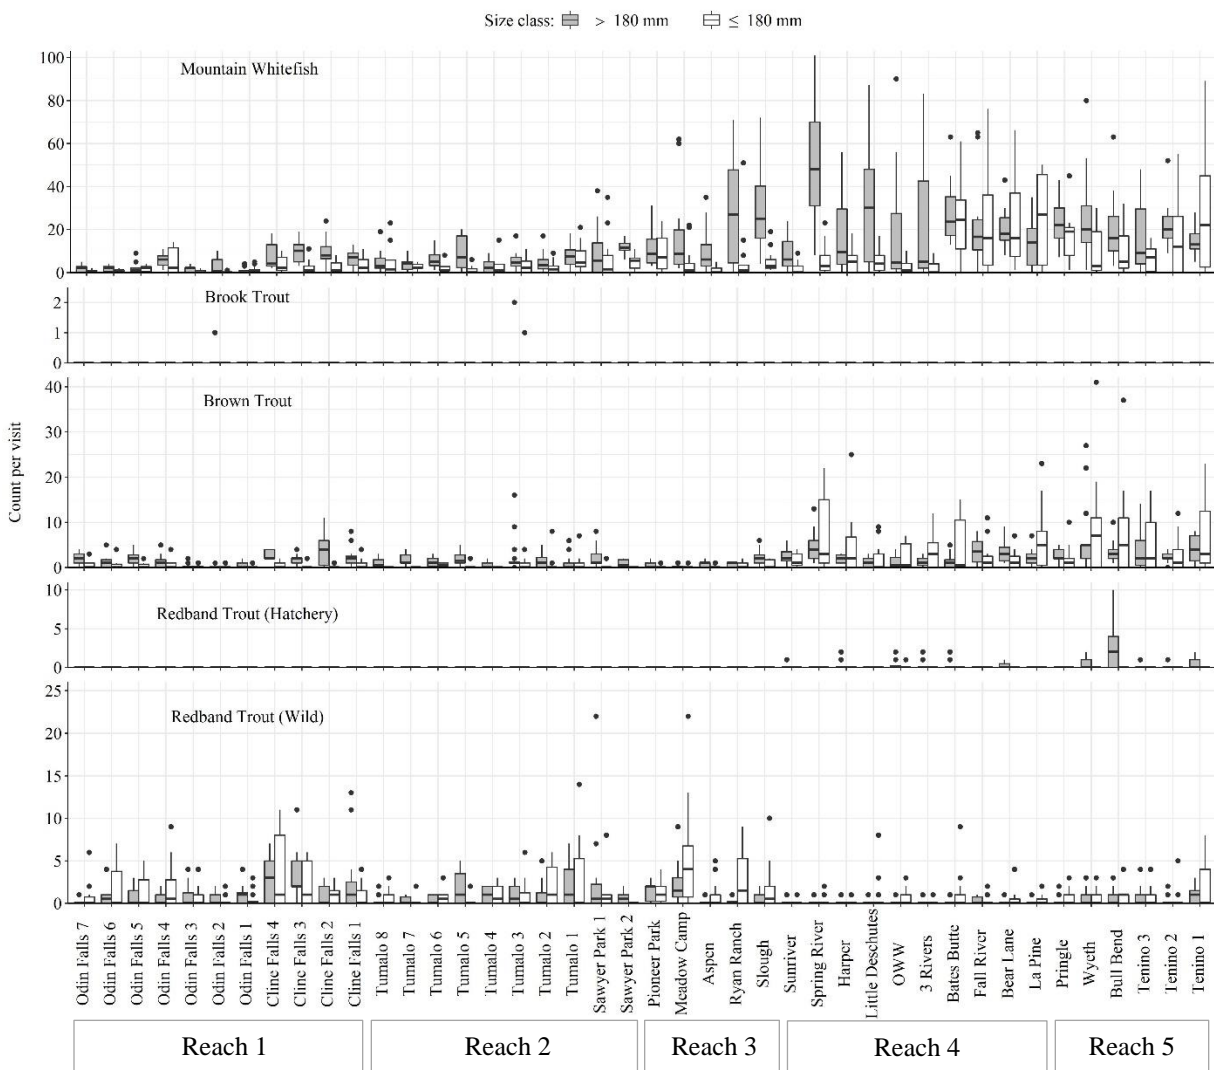 Size class: > 180 mm ≤ 180 mm
Count per visit
Mountain Whitefish
100
80
60
40
20
0
Brook Trout
2
1
0
Brown Trout
40
30
20
10
0
Redband Trout (Hatchery)
10
5
0
Redband Trout (Wild)
25
20
15
10
5
0
Odin Falls 7
Odin Falls 6
Odin Falls 5
Odin Falls 4
Odin Falls 3
Odin Falls 2
Odin Falls 1
Cline Falls 4
Cline Falls 3
Cline Falls 2
Cline Falls 1
Tumalo 8
Tumalo 7
Tumalo 6
Tumalo 5
Tumalo 4
Tumalo 3
Tumalo 2
Tumalo 1
Sawyer Park 1
Sawyer Park 2
Pioneer Park
Meadow Camp
Aspen
Ryan Ranch
Slough
Sunriver
Spring River
Harper
Little Deschutes
OWW
3 Rivers
Bates Butte
Fall River
Bear Lane
La Pine
Pringle
Wyeth
Bull Bend
Tenino 3
Tenino 2
Tenino 1
Reach 1
Reach 2
Reach 3
Reach 4
Reach 5